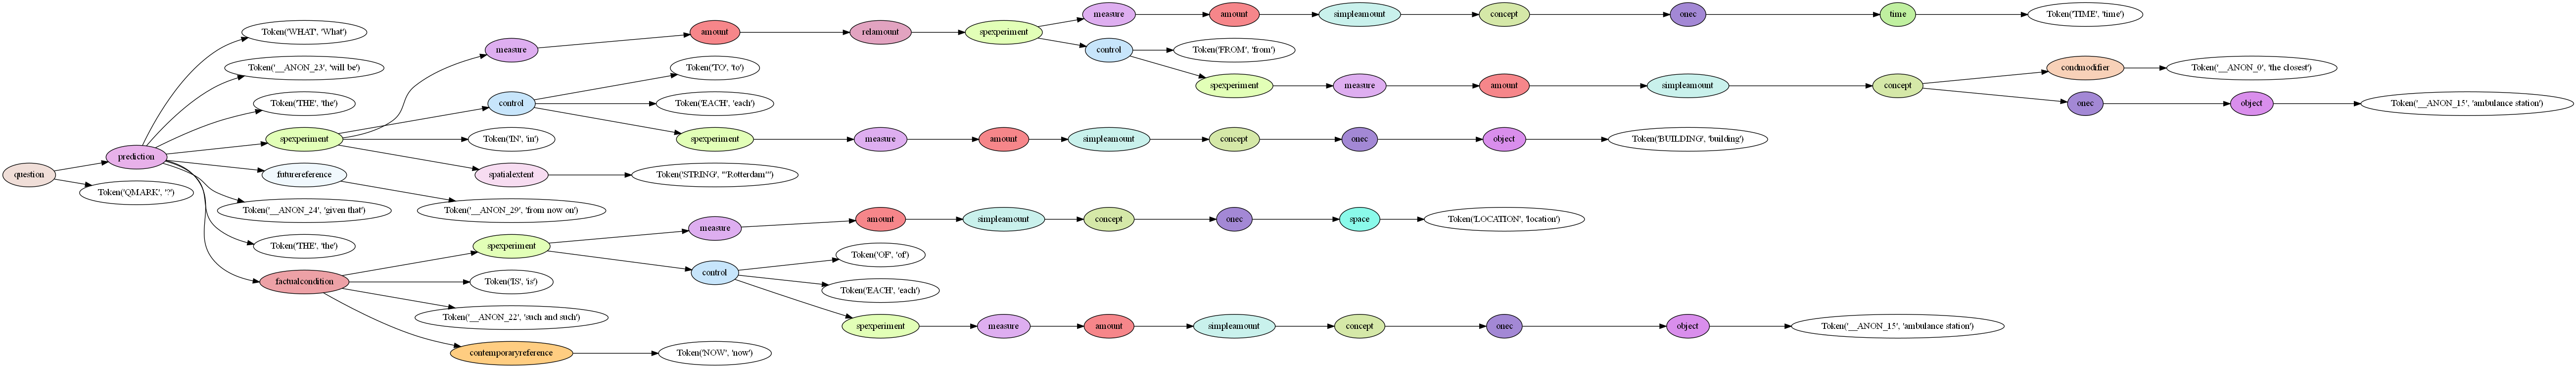 measure amount simpleamount concept onec time Token('TIME', 'time')
Token('WHAT', 'What') amount relamount spexperiment
measure control Token('FROM', 'from')
Token('__ANON_23', 'will be') Token('TO', 'to') condmodifier Token('__ANON_0', 'the closest')
spexperiment measure amount simpleamount concept
Token('THE', 'the') control Token('EACH', 'each') onec object Token('__ANON_15', 'ambulance station')
spexperiment Token('IN', 'in') spexperiment measure amount simpleamount concept onec object Token('BUILDING', 'building')
prediction
question futurereference spatialextent Token('STRING', "'Rotterdam'")
Token('QMARK', '?')
Token('__ANON_24', 'given that') Token('__ANON_29', 'from now on')
measure amount simpleamount concept onec space Token('LOCATION', 'location')
Token('THE', 'the') spexperiment
Token('OF', 'of')
control
factualcondition Token('IS', 'is') Token('EACH', 'each')
Token('__ANON_22', 'such and such')
spexperiment measure amount simpleamount concept onec object Token('__ANON_15', 'ambulance station')
contemporaryreference Token('NOW', 'now')